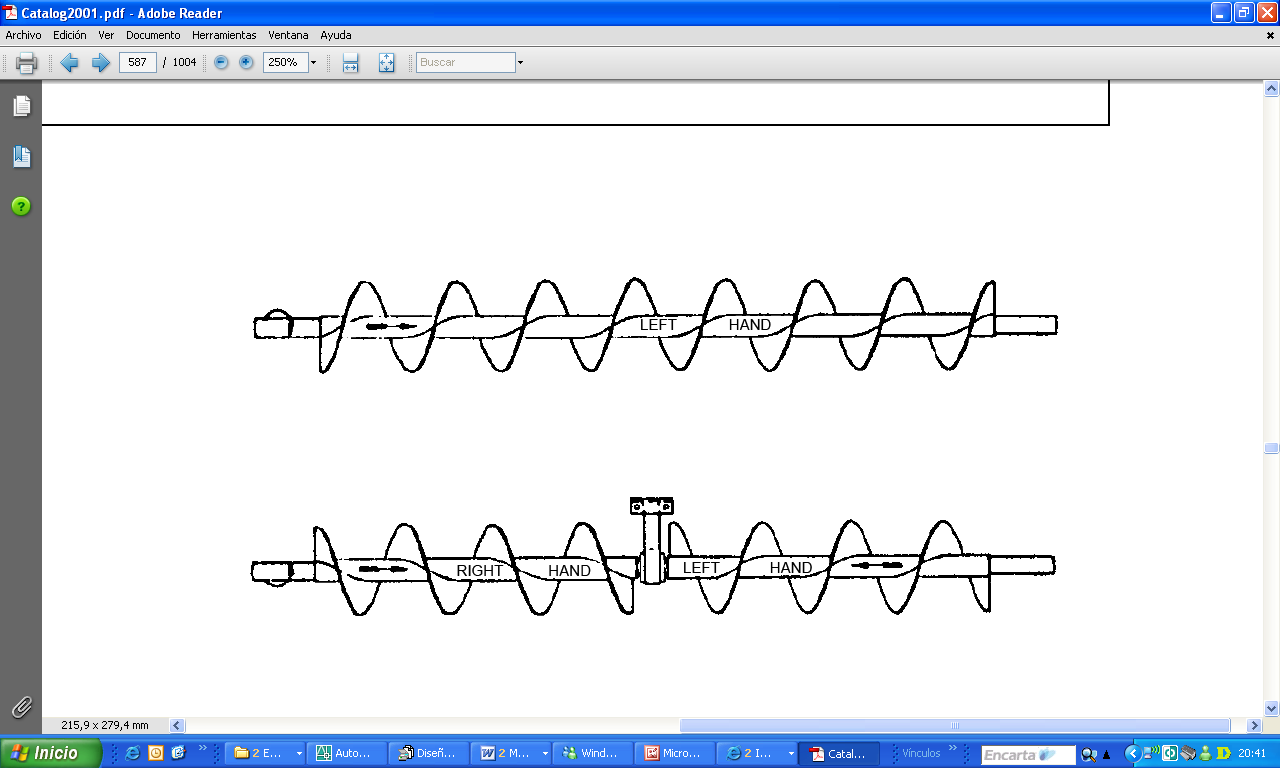 Catalog2001.pdf - Adobe Reader
Archivo Edición Ver Documento Herramientas Ventana Ayuda
587 / 1004 250% Buscar
LEFT HAND
RIGHT HAND LEFT HAND
215,9 x 279,4 mm
Inicio 2 E... Auto... Diseñ... 2 M... Wind... Micro... 2 I... Catal... Vínculos Encarta 20:41